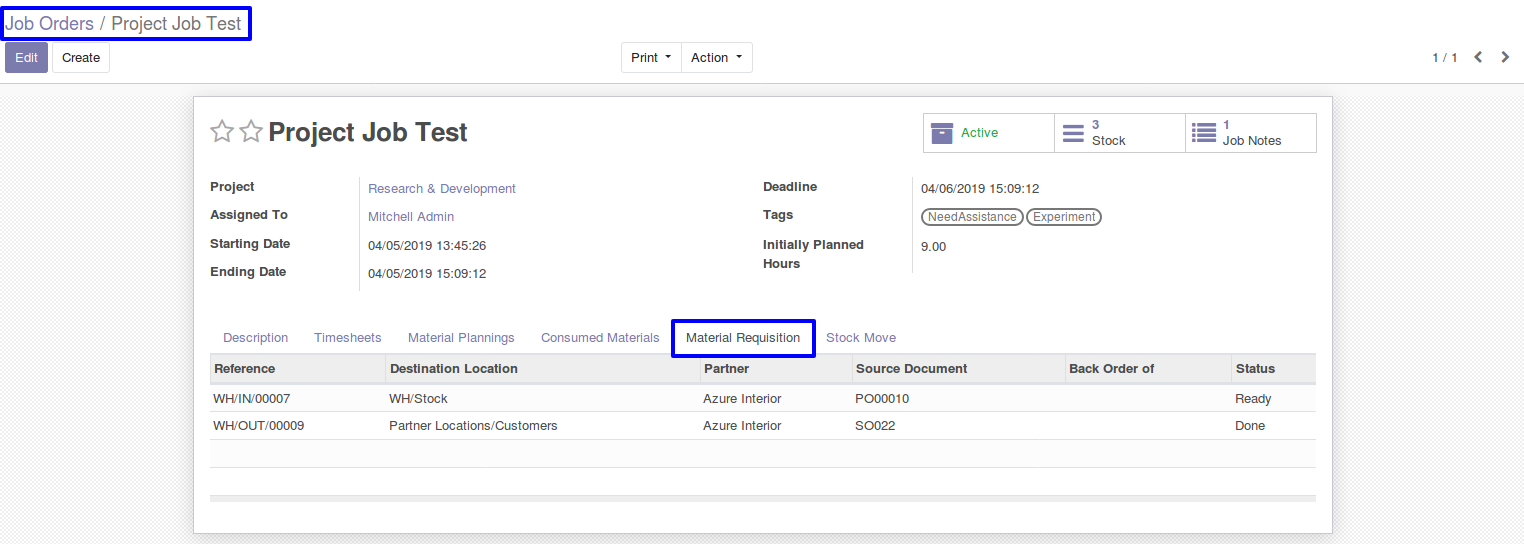 Job Orders / Project Job Test
Edit Create Print Action 1 / 1
Project Job Test
Active
3 Stock
1 Job Notes
Project Research & Development
Assigned To Mitchell Admin
Starting Date 04/05/2019 13:45:26
Ending Date 04/05/2019 15:09:12
Deadline 04/06/2019 15:09:12
Tags NeedAssistance Experiment
Initially Planned Hours 9.00
Description Timesheets Material Plannings Consumed Materials Material Requisition Stock Move
Reference Destination Location Partner Source Document Back Order of Status
WH/IN/00007 WH/Stock Azure Interior PO00010 Ready
WH/OUT/00009 Partner Locations/Customers Azure Interior SO022 Done